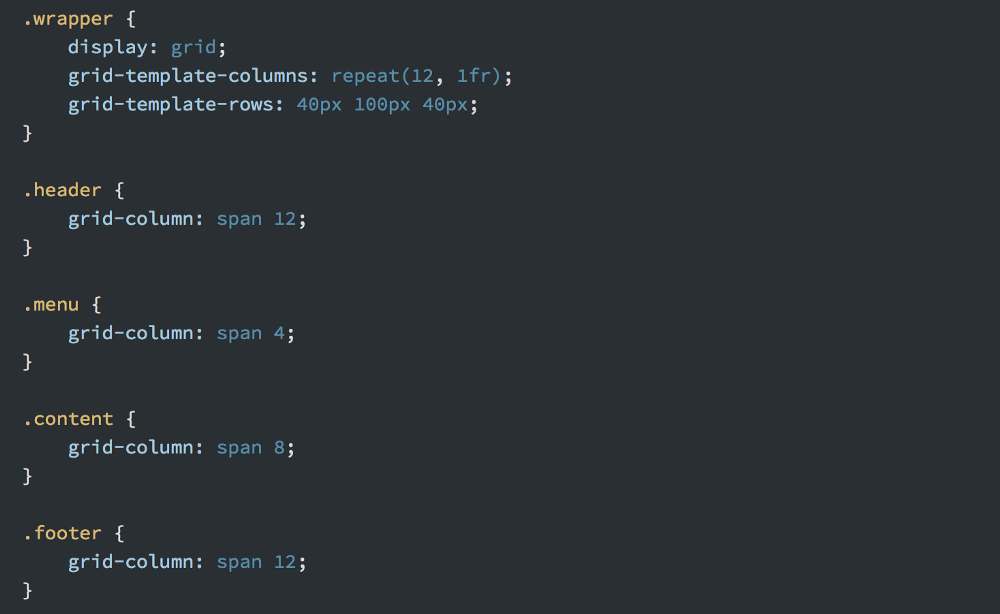 .wrapper {
    display: grid;
    grid-template-columns: repeat(12, 1fr);
    grid-template-rows: 40px 100px 40px;
}

.header {
    grid-column: span 12;
}

.menu {
    grid-column: span 4;
}

.content {
    grid-column: span 8;
}

.footer {
    grid-column: span 12;
}